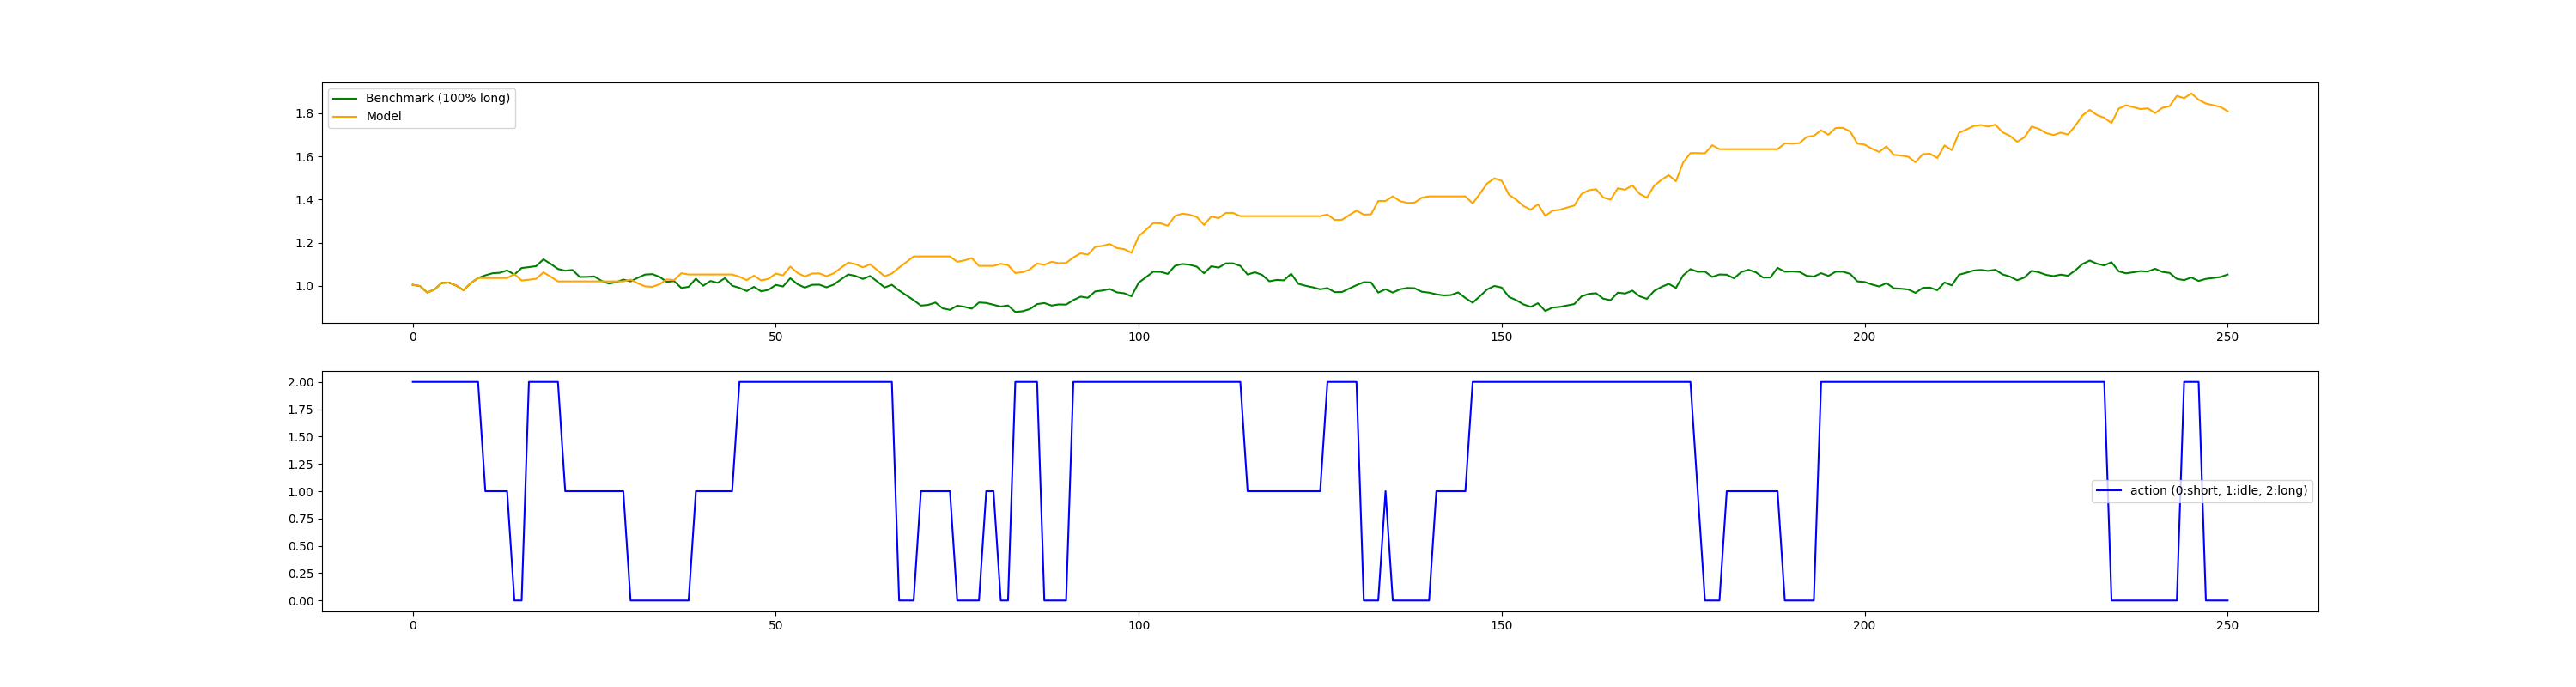 Benchmark (100% long)
Model
1.8
1.6
1.4
1.2
1.0
0 50 100 150 200 250
2.00
1.75
1.50
1.25
1.00
0.75
0.50
0.25
0.00
action (0:short, 1:idle, 2:long)
0 50 100 150 200 250